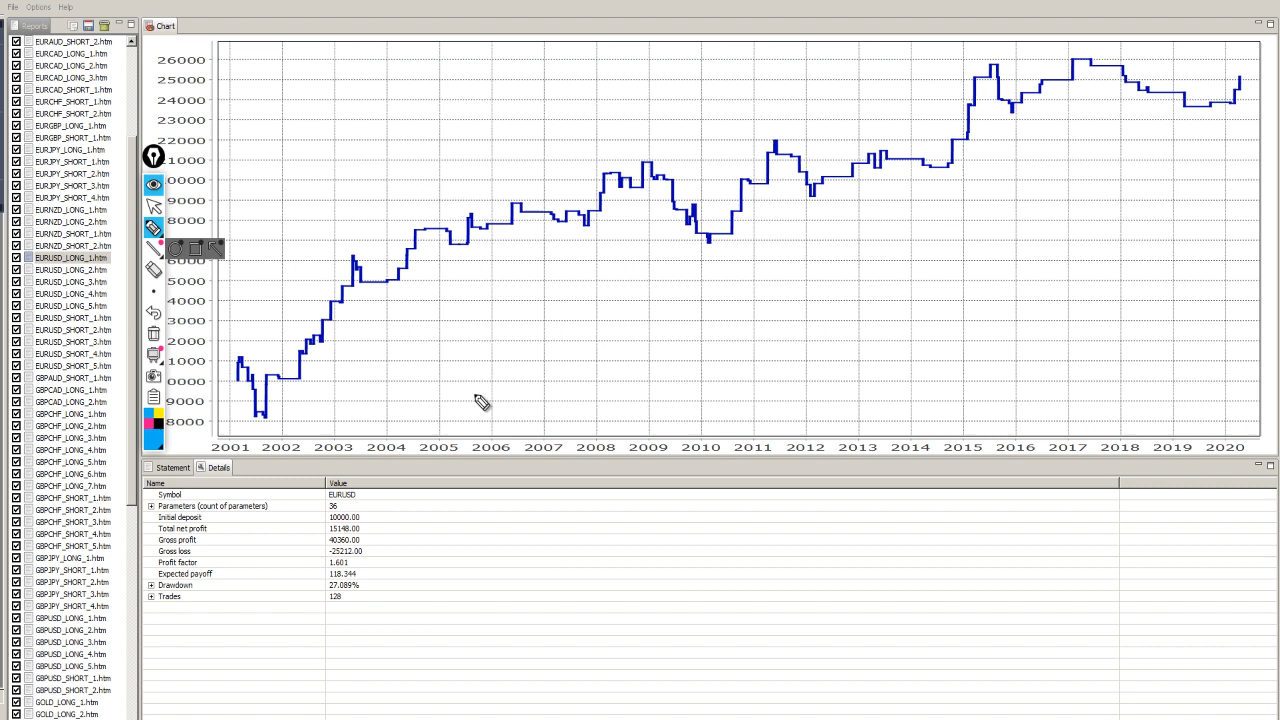 File Options Help
Reports
Chart
EURAUD_SHORT_2.htm
EURCAD_LONG_1.htm
EURCAD_LONG_2.htm
EURCAD_LONG_3.htm
EURCAD_SHORT_1.htm
EURCHF_SHORT_1.htm
EURCHF_SHORT_2.htm
EURGBP_LONG_1.htm
EURGBP_SHORT_1.htm
EURJPY_LONG_1.htm
EURJPY_SHORT_1.htm
EURJPY_SHORT_2.htm
EURJPY_SHORT_3.htm
EURJPY_SHORT_4.htm
EURNZD_LONG_1.htm
EURNZD_LONG_2.htm
EURNZD_SHORT_1.htm
EURNZD_SHORT_2.htm
EURUSD_LONG_1.htm
EURUSD_LONG_2.htm
EURUSD_LONG_3.htm
EURUSD_LONG_4.htm
EURUSD_LONG_5.htm
EURUSD_SHORT_1.htm
EURUSD_SHORT_2.htm
EURUSD_SHORT_3.htm
EURUSD_SHORT_4.htm
EURUSD_SHORT_5.htm
GBPAUD_SHORT_1.htm
GBPCAD_LONG_1.htm
GBPCAD_LONG_2.htm
GBPCHF_LONG_1.htm
GBPCHF_LONG_2.htm
GBPCHF_LONG_3.htm
GBPCHF_LONG_4.htm
GBPCHF_LONG_5.htm
GBPCHF_LONG_6.htm
GBPCHF_LONG_7.htm
GBPCHF_SHORT_1.htm
GBPCHF_SHORT_2.htm
GBPCHF_SHORT_3.htm
GBPCHF_SHORT_4.htm
GBPCHF_SHORT_5.htm
GBPJPY_LONG_1.htm
GBPJPY_SHORT_1.htm
GBPJPY_SHORT_2.htm
GBPJPY_SHORT_3.htm
GBPJPY_SHORT_4.htm
GBPUSD_LONG_1.htm
GBPUSD_LONG_2.htm
GBPUSD_LONG_3.htm
GBPUSD_LONG_4.htm
GBPUSD_LONG_5.htm
GBPUSD_SHORT_1.htm
GBPUSD_SHORT_2.htm
GOLD_LONG_1.htm
GOLD_LONG_2.htm
26000
25000
24000
23000
22000
1000
0000
9000
8000
5000
4000
3000
2000
1000
0000
9000
8000
2001 2002 2003 2004 2005 2006 2007 2008 2009 2010 2011 2012 2013 2014 2015 2016 2017 2018 2019 2020
Statement Details
Name Value
Symbol EURUSD
Parameters (count of parameters) 36
Initial deposit 10000.00
Total net profit 15148.00
Gross profit 40360.00
Gross loss -25212.00
Profit factor 1.601
Expected payoff 118.344
Drawdown 27.089%
Trades 128